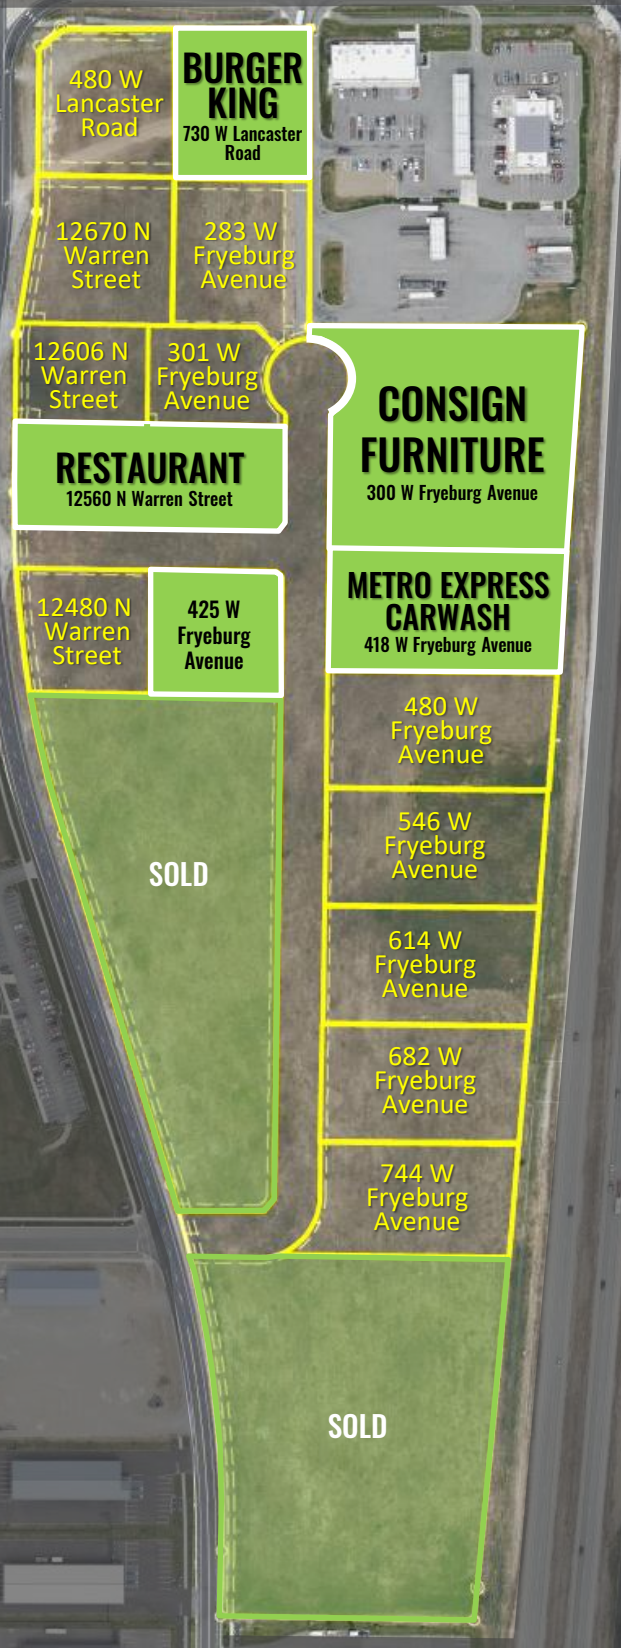 480 W
Lancaster
Road
BURGER
KING
730 W Lancaster
Road
12670 N
Warren
Street
283 W
Fryeburg
Avenue
12606 N
Warren
Street
301 W
Fryeburg
Avenue
CONSIGN
FURNITURE
300 W Fryeburg Avenue
RESTAURANT
12560 N Warren Street
METRO EXPRESS
CARWASH
418 W Fryeburg Avenue
12480 N
Warren
Street
425 W
Fryeburg
Avenue
480 W
Fryeburg
Avenue
546 W
Fryeburg
Avenue
SOLD
614 W
Fryeburg
Avenue
682 W
Fryeburg
Avenue
744 W
Fryeburg
Avenue
SOLD